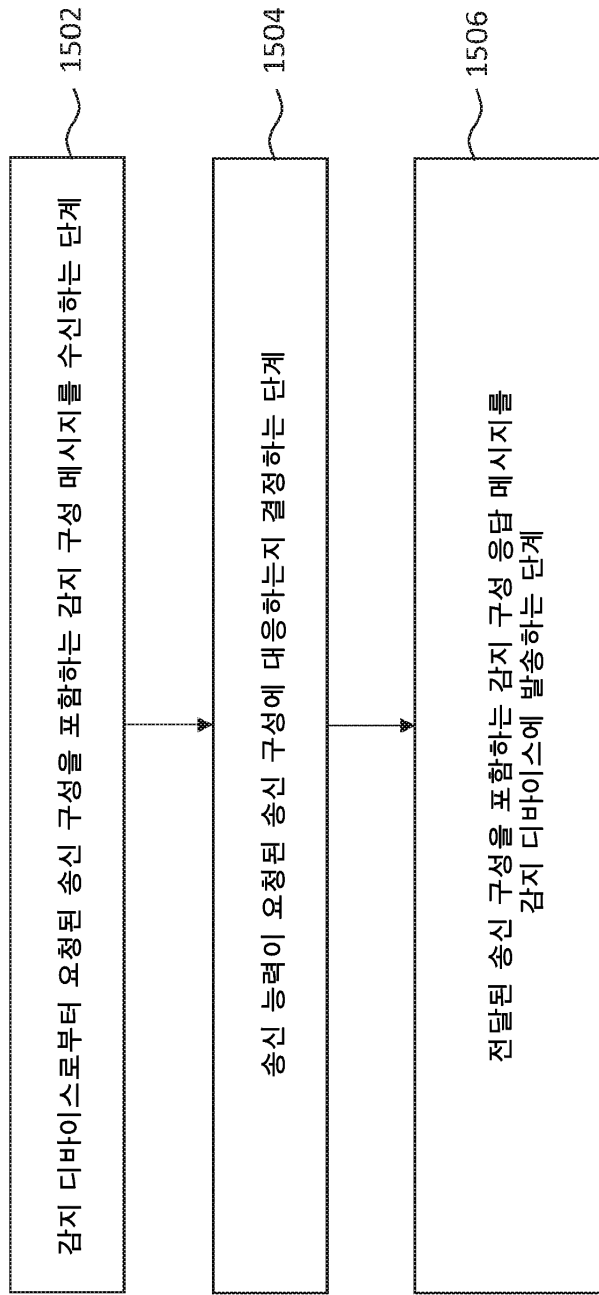 감지 디바이스로부터 요청된 송신 구성을 포함하는 감지 구성 메시지를 수신하는 단계
1502
송신 능력이 요청된 송신 구성에 대응하는지 결정하는 단계
1504
전달된 송신 구성을 포함하는 감지 구성 응답 메시지를
감지 디바이스에 발송하는 단계
1506